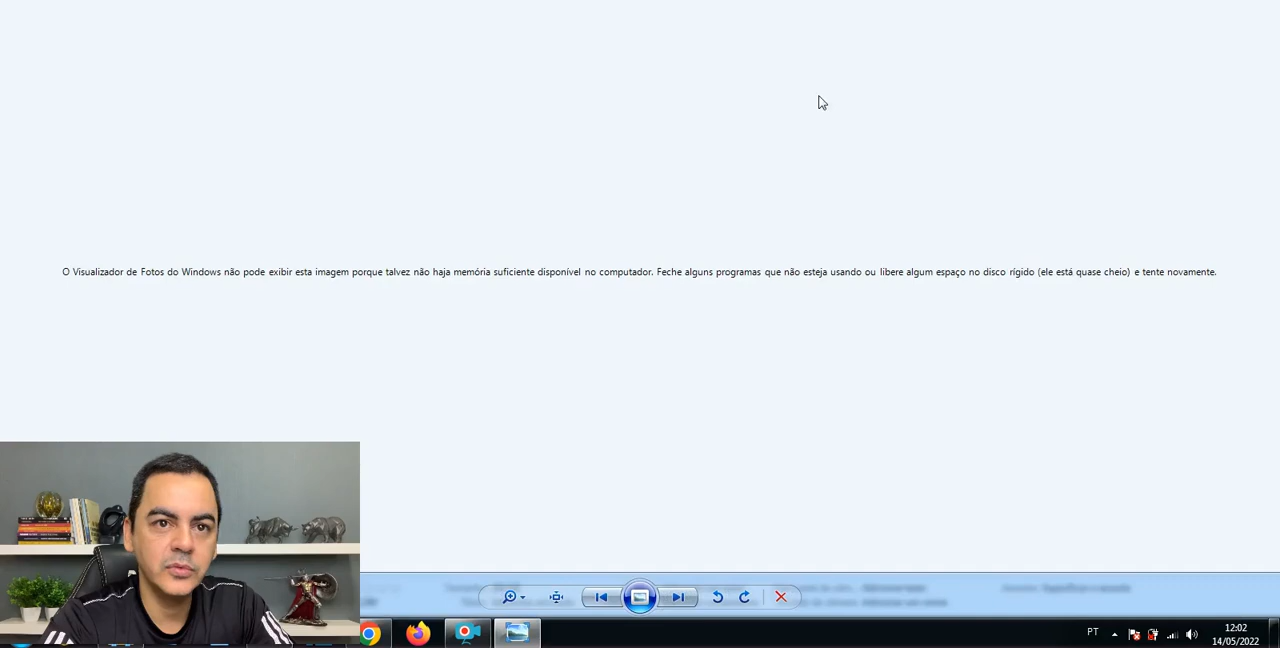 O Visualizador de Fotos do Windows não pode exibir esta imagem porque talvez não haja memória suficiente disponível no computador. Feche alguns programas que não esteja usando ou libere algum espaço no disco rígido (ele está quase cheio) e tente novamente.
PT
12:02
14/05/2022